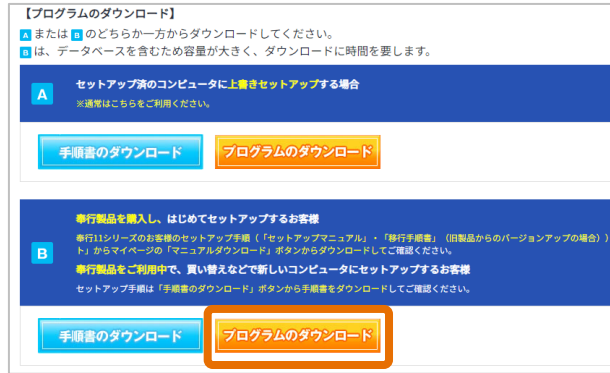 【プログラムのダウンロード】
A または B のどちらか一方からダウンロードしてください。
B は、データベースを含むため容量が大きく、ダウンロードに時間を要します。
A
セットアップ済のコンピュータに上書きセットアップする場合
※通常はこちらをご利用ください。
手順書のダウンロード
プログラムのダウンロード
B
奉行製品を購入し、はじめてセットアップするお客様
奉行11シリーズのお客様のセットアップ手順（「セットアップマニュアル」・「移行手順書」（旧製品からのバージョンアップの場合））
ト」からマイページの「マニュアルダウンロード」ボタンからダウンロードしてご確認ください。
奉行製品をご利用中で、買い替えなどで新しいコンピュータにセットアップするお客様
セットアップ手順は「手順書のダウンロード」ボタンから手順書をダウンロードしてご確認ください。
手順書のダウンロード
プログラムのダウンロード